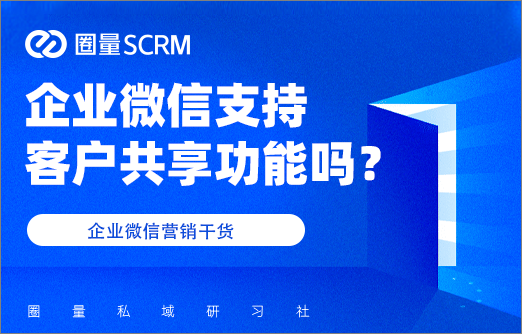 圈量SCRM
企业微信支持
客户共享功能吗？
企业微信营销干货
圈量私域研习社